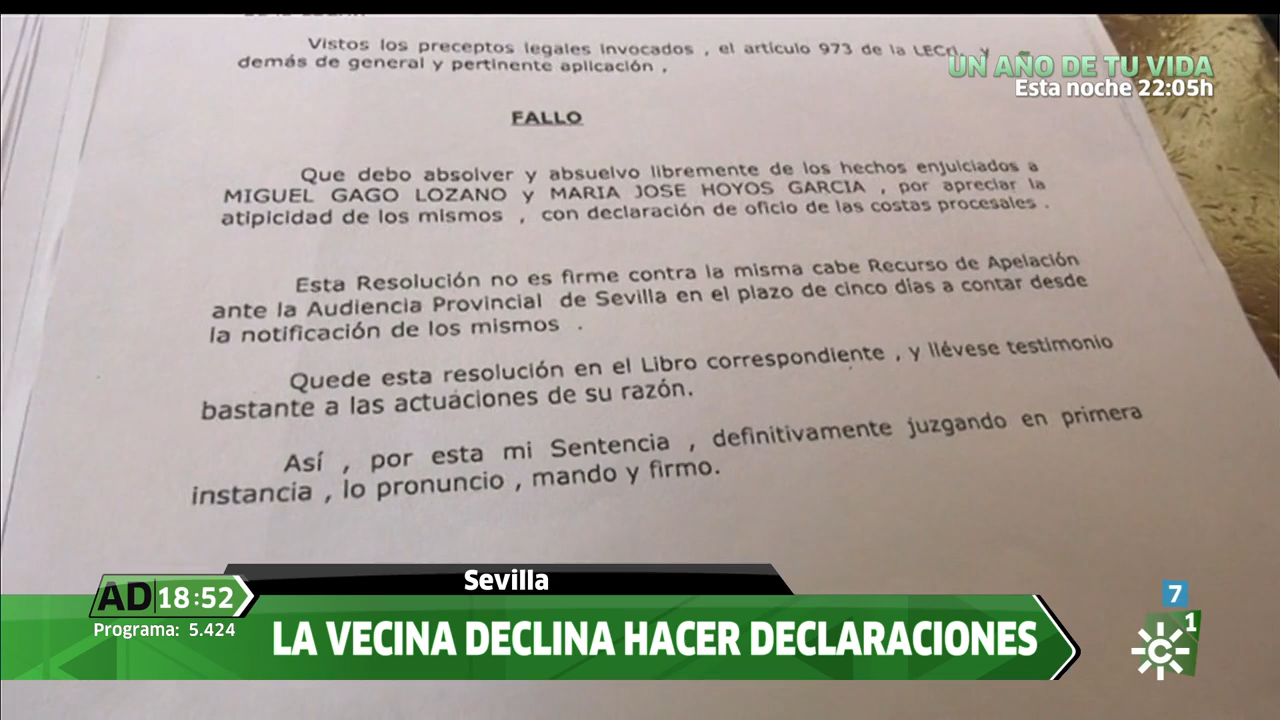 Vistos los preceptos legales invocados , el artículo 973 de la LECrl. y
demás de general y pertinente aplicación ,
UN AÑO DE TU VIDA
Esta noche 22:05h
FALLO
Que debo absolver y absuelvo libremente de los hechos enjuiciados a
MIGUEL GAGO LOZANO y MARIA JOSE HOYOS GARCIA , por apreciar la
atipicidad de los mismos , con declaración de oficio de las costas procesales .
Esta Resolución no es firme contra la misma cabe Recurso de Apelación
ante la Audiencia Provincial de Sevilla en el plazo de cinco días a contar desde
la notificación de los mismos .
Quede esta resolución en el Libro correspondiente , y llévese testimonio
bastante a las actuaciones de su razón.
Así , por esta mi Sentencia , definitivamente juzgando en primera
instancia , lo pronuncio , mando y firmo.
Sevilla
AD 18:52
Programa: 5.424
LA VECINA DECLINA HACER DECLARACIONES
7
1